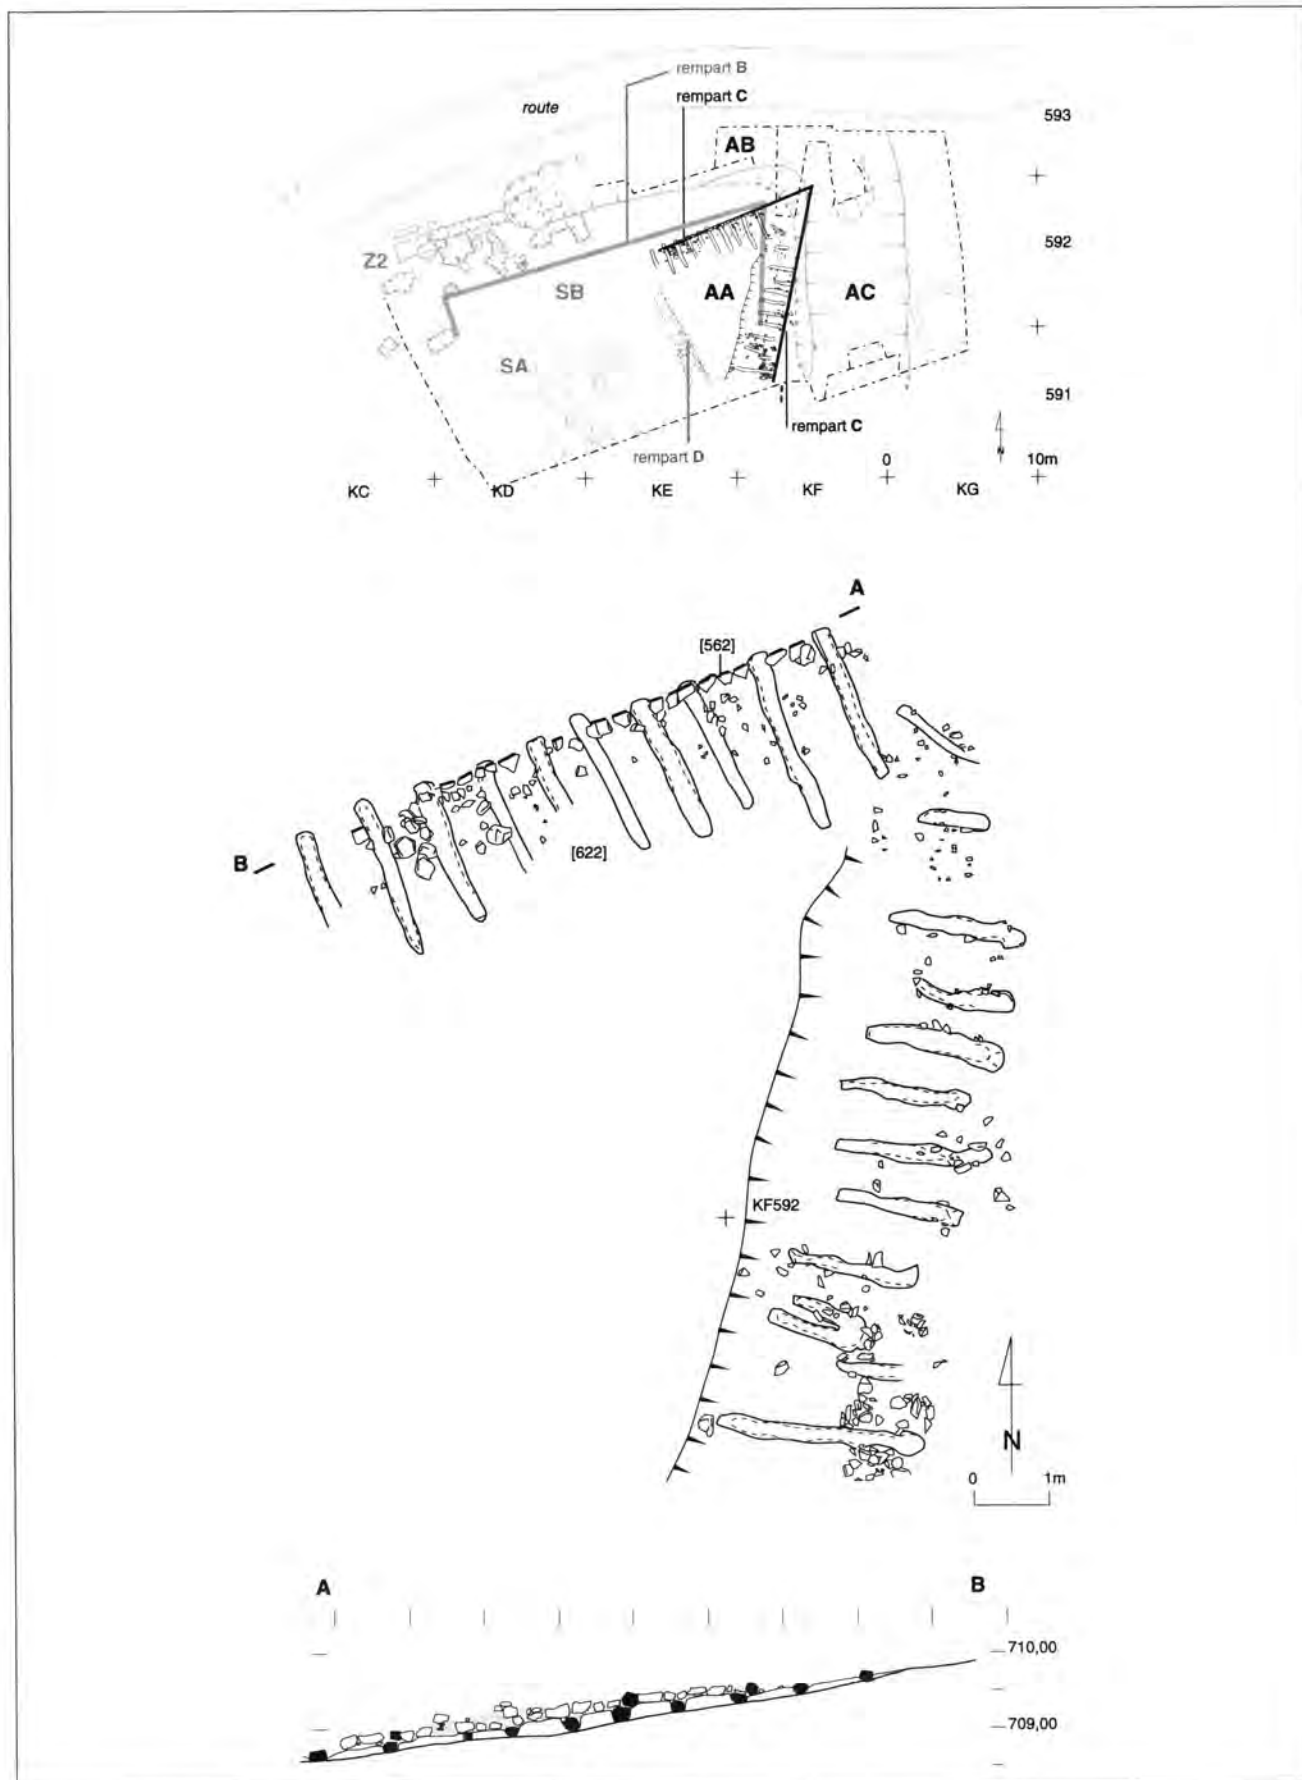 rempart B
route
rempart C
593
AB
592
Z2
SB
AA
AC
SA
591
rempart C
rempart D
0 10m
N
KC KD KE KF KG
A
[562]
B
[622]
KF592
N
0 1m
A B
710,00
709,00